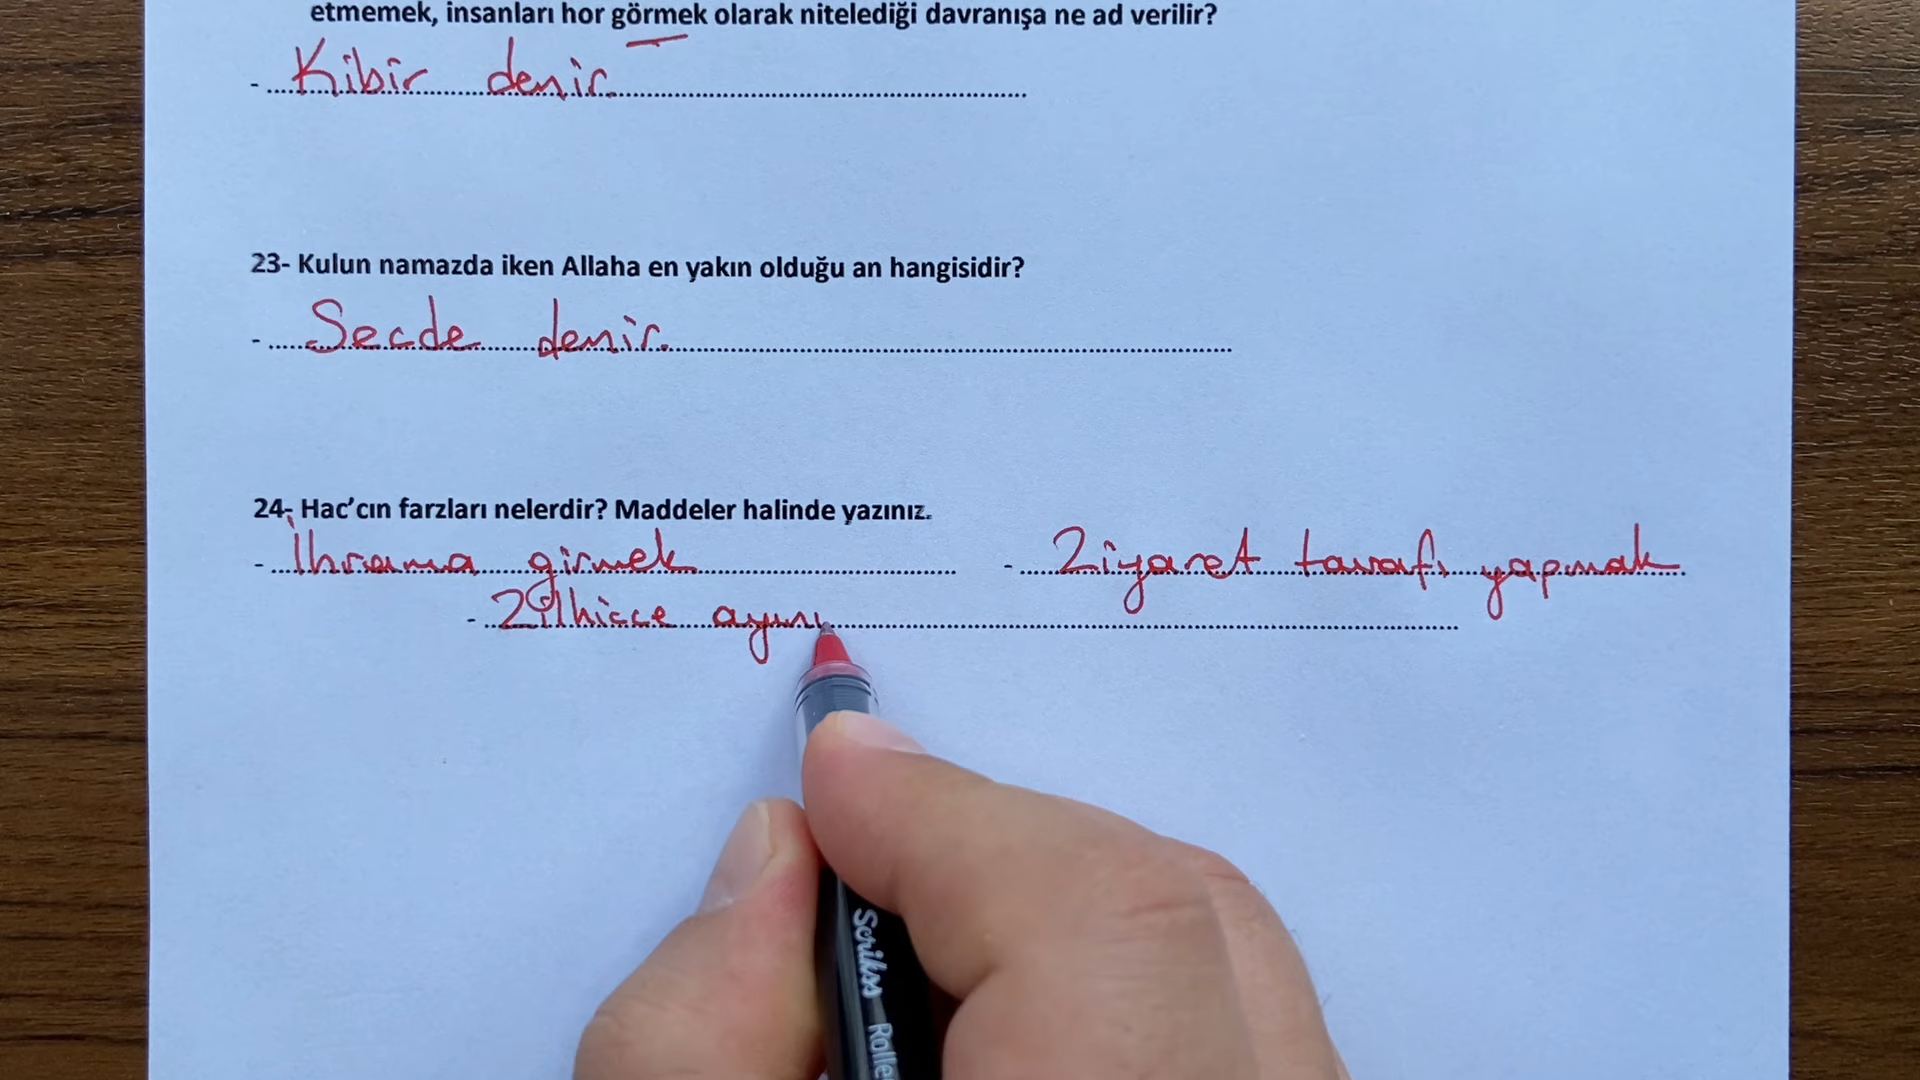 etmemek, insanları hor görmek olarak nitelediği davranışa ne ad verilir?
- Kibir denir.
23- Kulun namazda iken Allaha en yakın olduğu an hangisidir?
- Secde denir.
24- Hac’cın farzları nelerdir? Maddeler halinde yazınız.
- İhrama girmek - Ziyaret tavafı yapmak
- Zilhicce ayını
Scrikss Roller